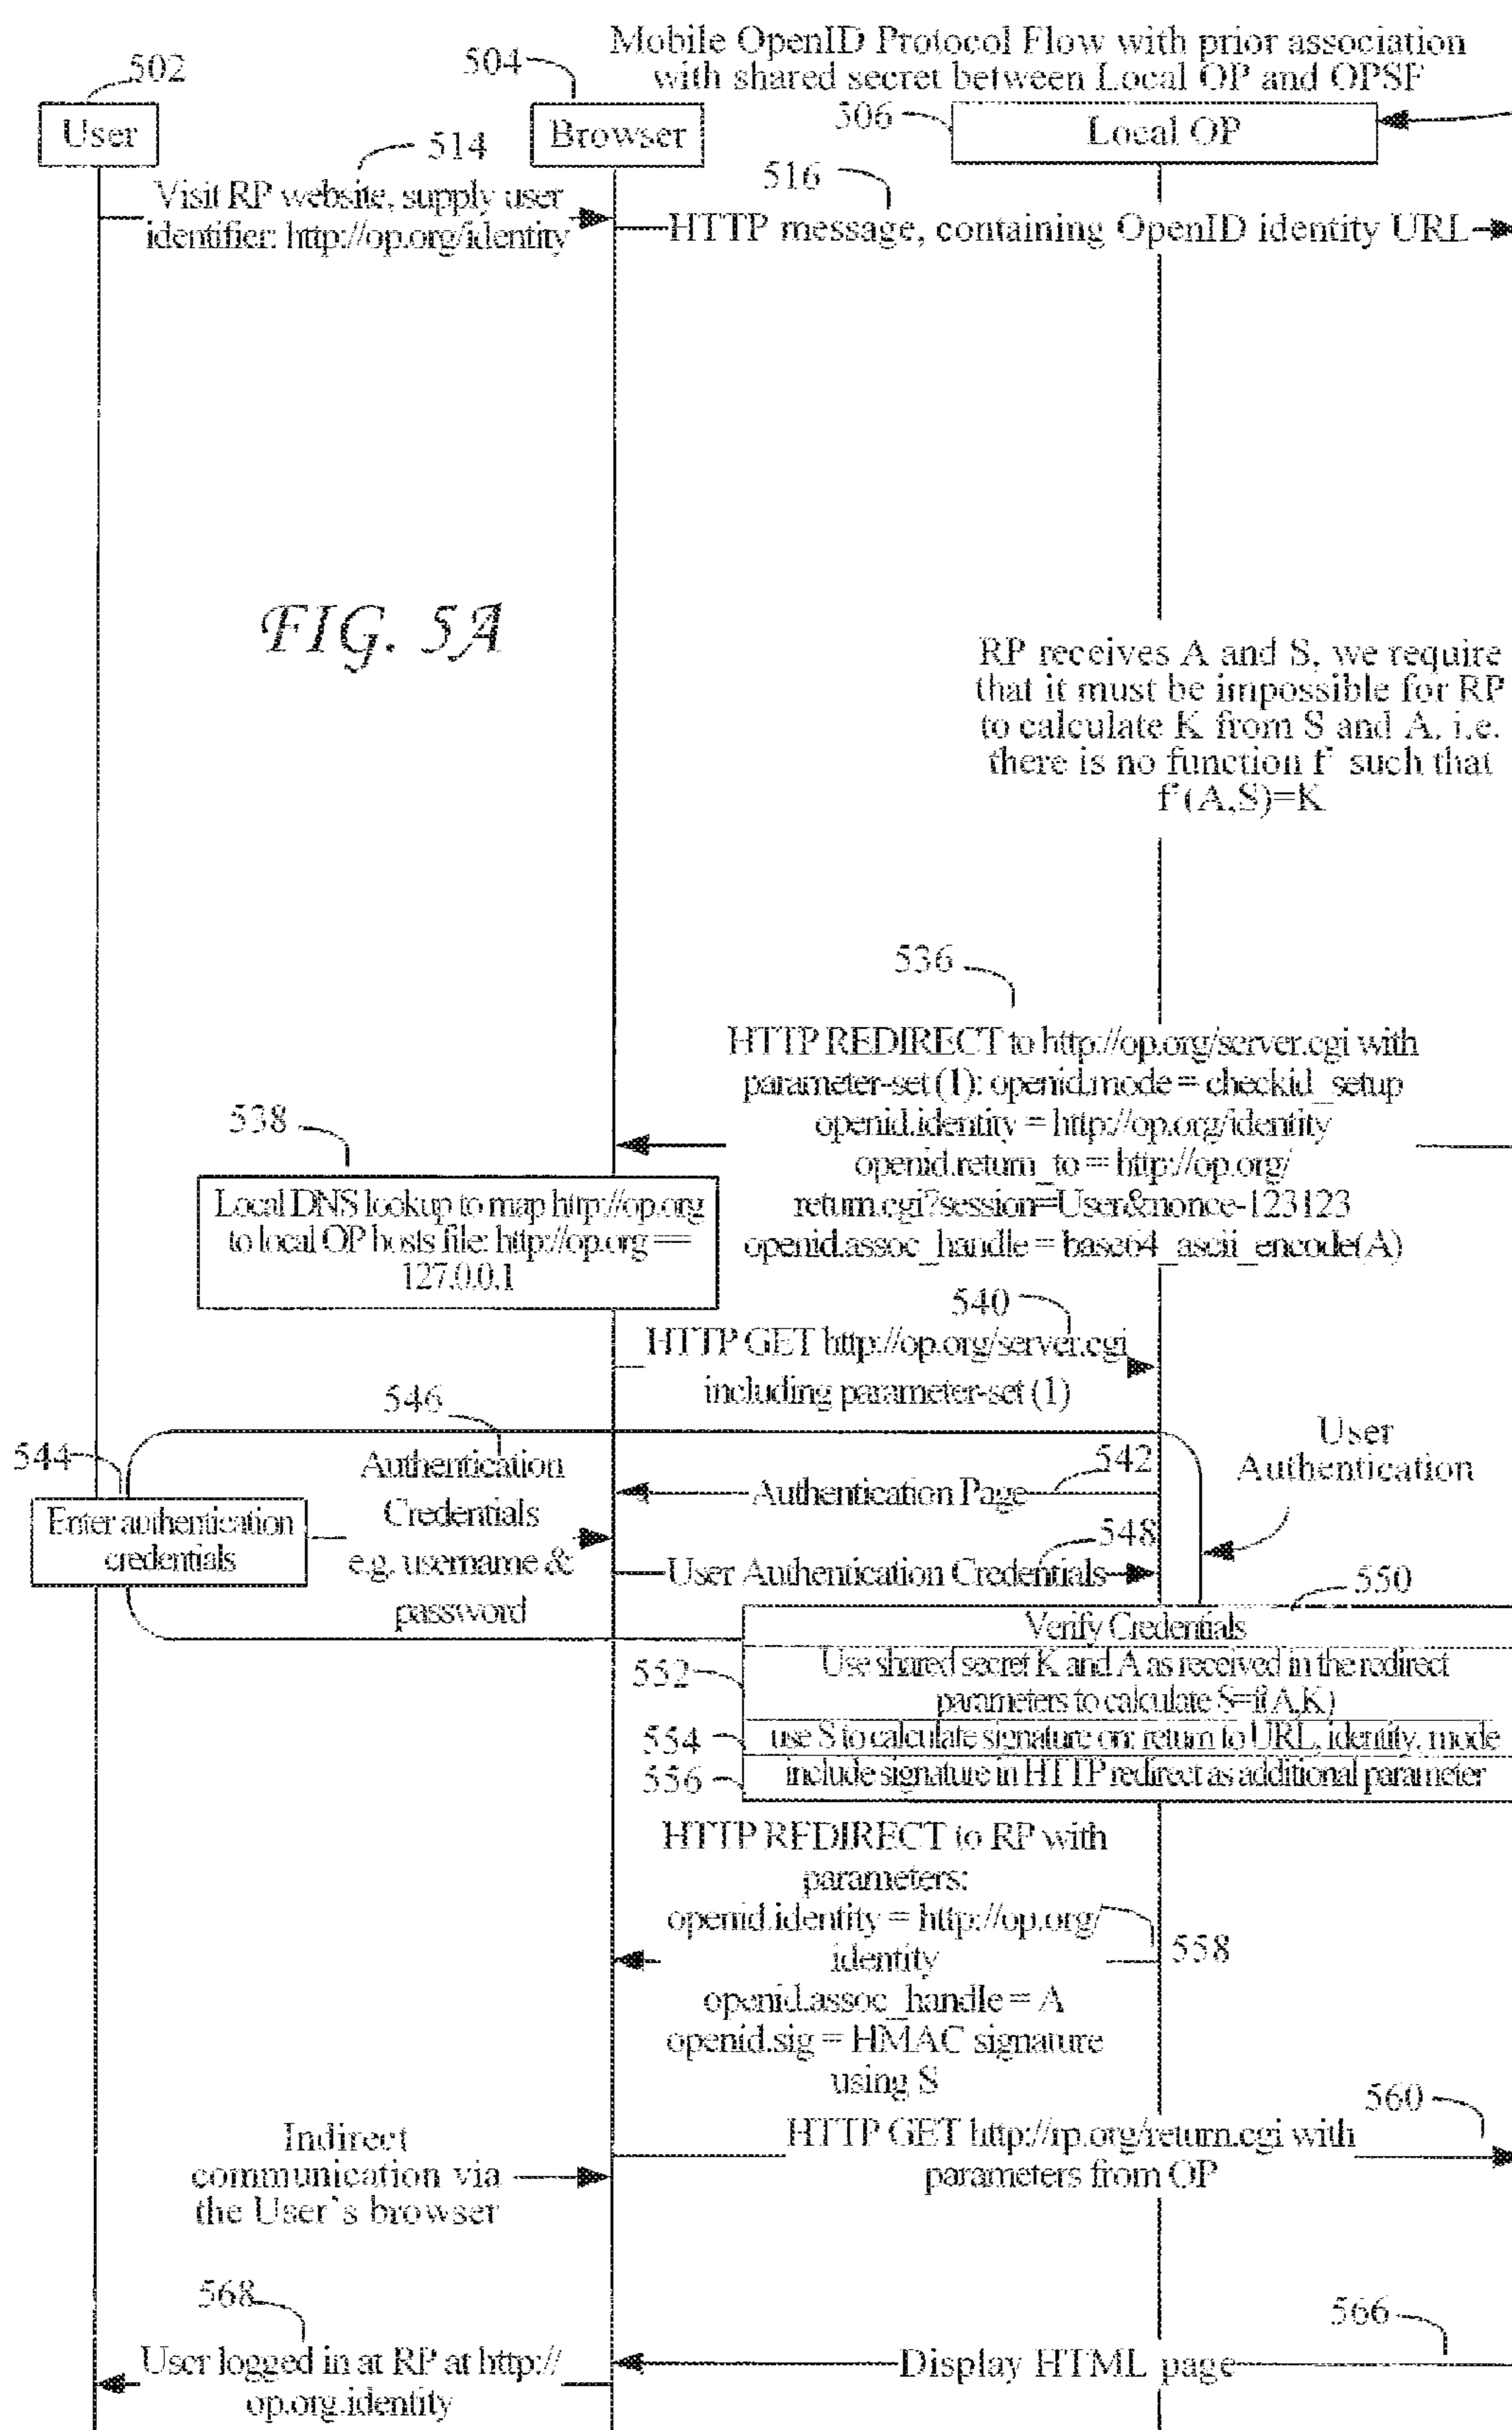 Mobile OpenID Protocol Flow with prior association
with shared secret between Local OP and OPSF
502
504
506
User
Browser
Local OP
514
Visit RP website, supply user
identifier: http://op.org/identity
516
HTTP message, containing OpenID identity URL
FIG. 5A
RP receives A and S, we require
that it must be impossible for RP
to calculate K from S and A, i.e.
there is no function f' such that
f'(A,S)=K
536
HTTP REDIRECT to http://op.org/server.cgi with
parameter-set (1): openid.mode = checkid_setup
openid.identity = http://op.org/identity
openid.return_to = http://op.org/
return.cgi?session=User&nonce-123123
openid.assoc_handle = base64_ascii_encode(A)
538
Local DNS lookup to map http://op.org
to local OP hosts file: http://op.org ==
127.0.0.1
540
HTTP GET http://op.org/server.cgi
including parameter-set (1)
546
544
Enter authentication
credentials
Authentication
Credentials
e.g. username &
password
542
Authentication Page
User
Authentication
548
User Authentication Credentials
550
Verify Credentials
552
Use shared secret K and A as received in the redirect
parameters to calculate S=f(A,K)
554
use S to calculate signature on: return to URL, identity, mode
556
include signature in HTTP redirect as additional parameter
HTTP REDIRECT to RP with
parameters:
openid.identity = http://op.org/
identity
openid.assoc_handle = A
openid.sig = HMAC signature
using S
558
560
Indirect
communication via
the User's browser
HTTP GET http://rp.org/return.cgi with
parameters from OP
568
User logged in at RP at http://
op.org.identity
566
Display HTML page